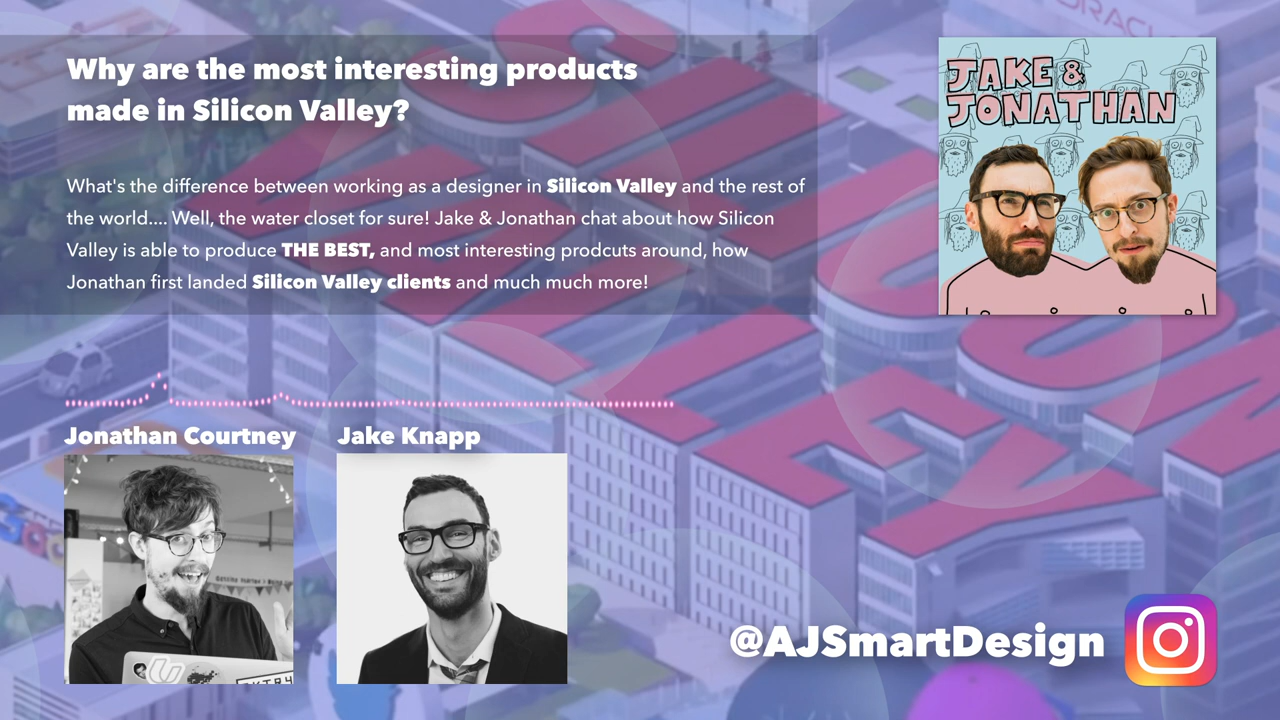 Why are the most interesting products
made in Silicon Valley?
What's the difference between working as a designer in Silicon Valley and the rest of
the world.... Well, the water closet for sure! Jake & Jonathan chat about how Silicon
Valley is able to produce THE BEST, and most interesting prodcuts around, how
Jonathan first landed Silicon Valley clients and much much more!
JAKE &
JONATHAN
ORACL
SILICON
VALLEY
Jonathan Courtney
Jake Knapp
@AJSmartDesign